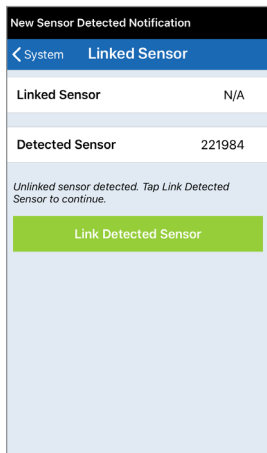 New Sensor Detected Notification
System Linked Sensor
Linked Sensor N/A
Detected Sensor 221984
Unlinked sensor detected. Tap Link Detected
Sensor to continue.
Link Detected Sensor